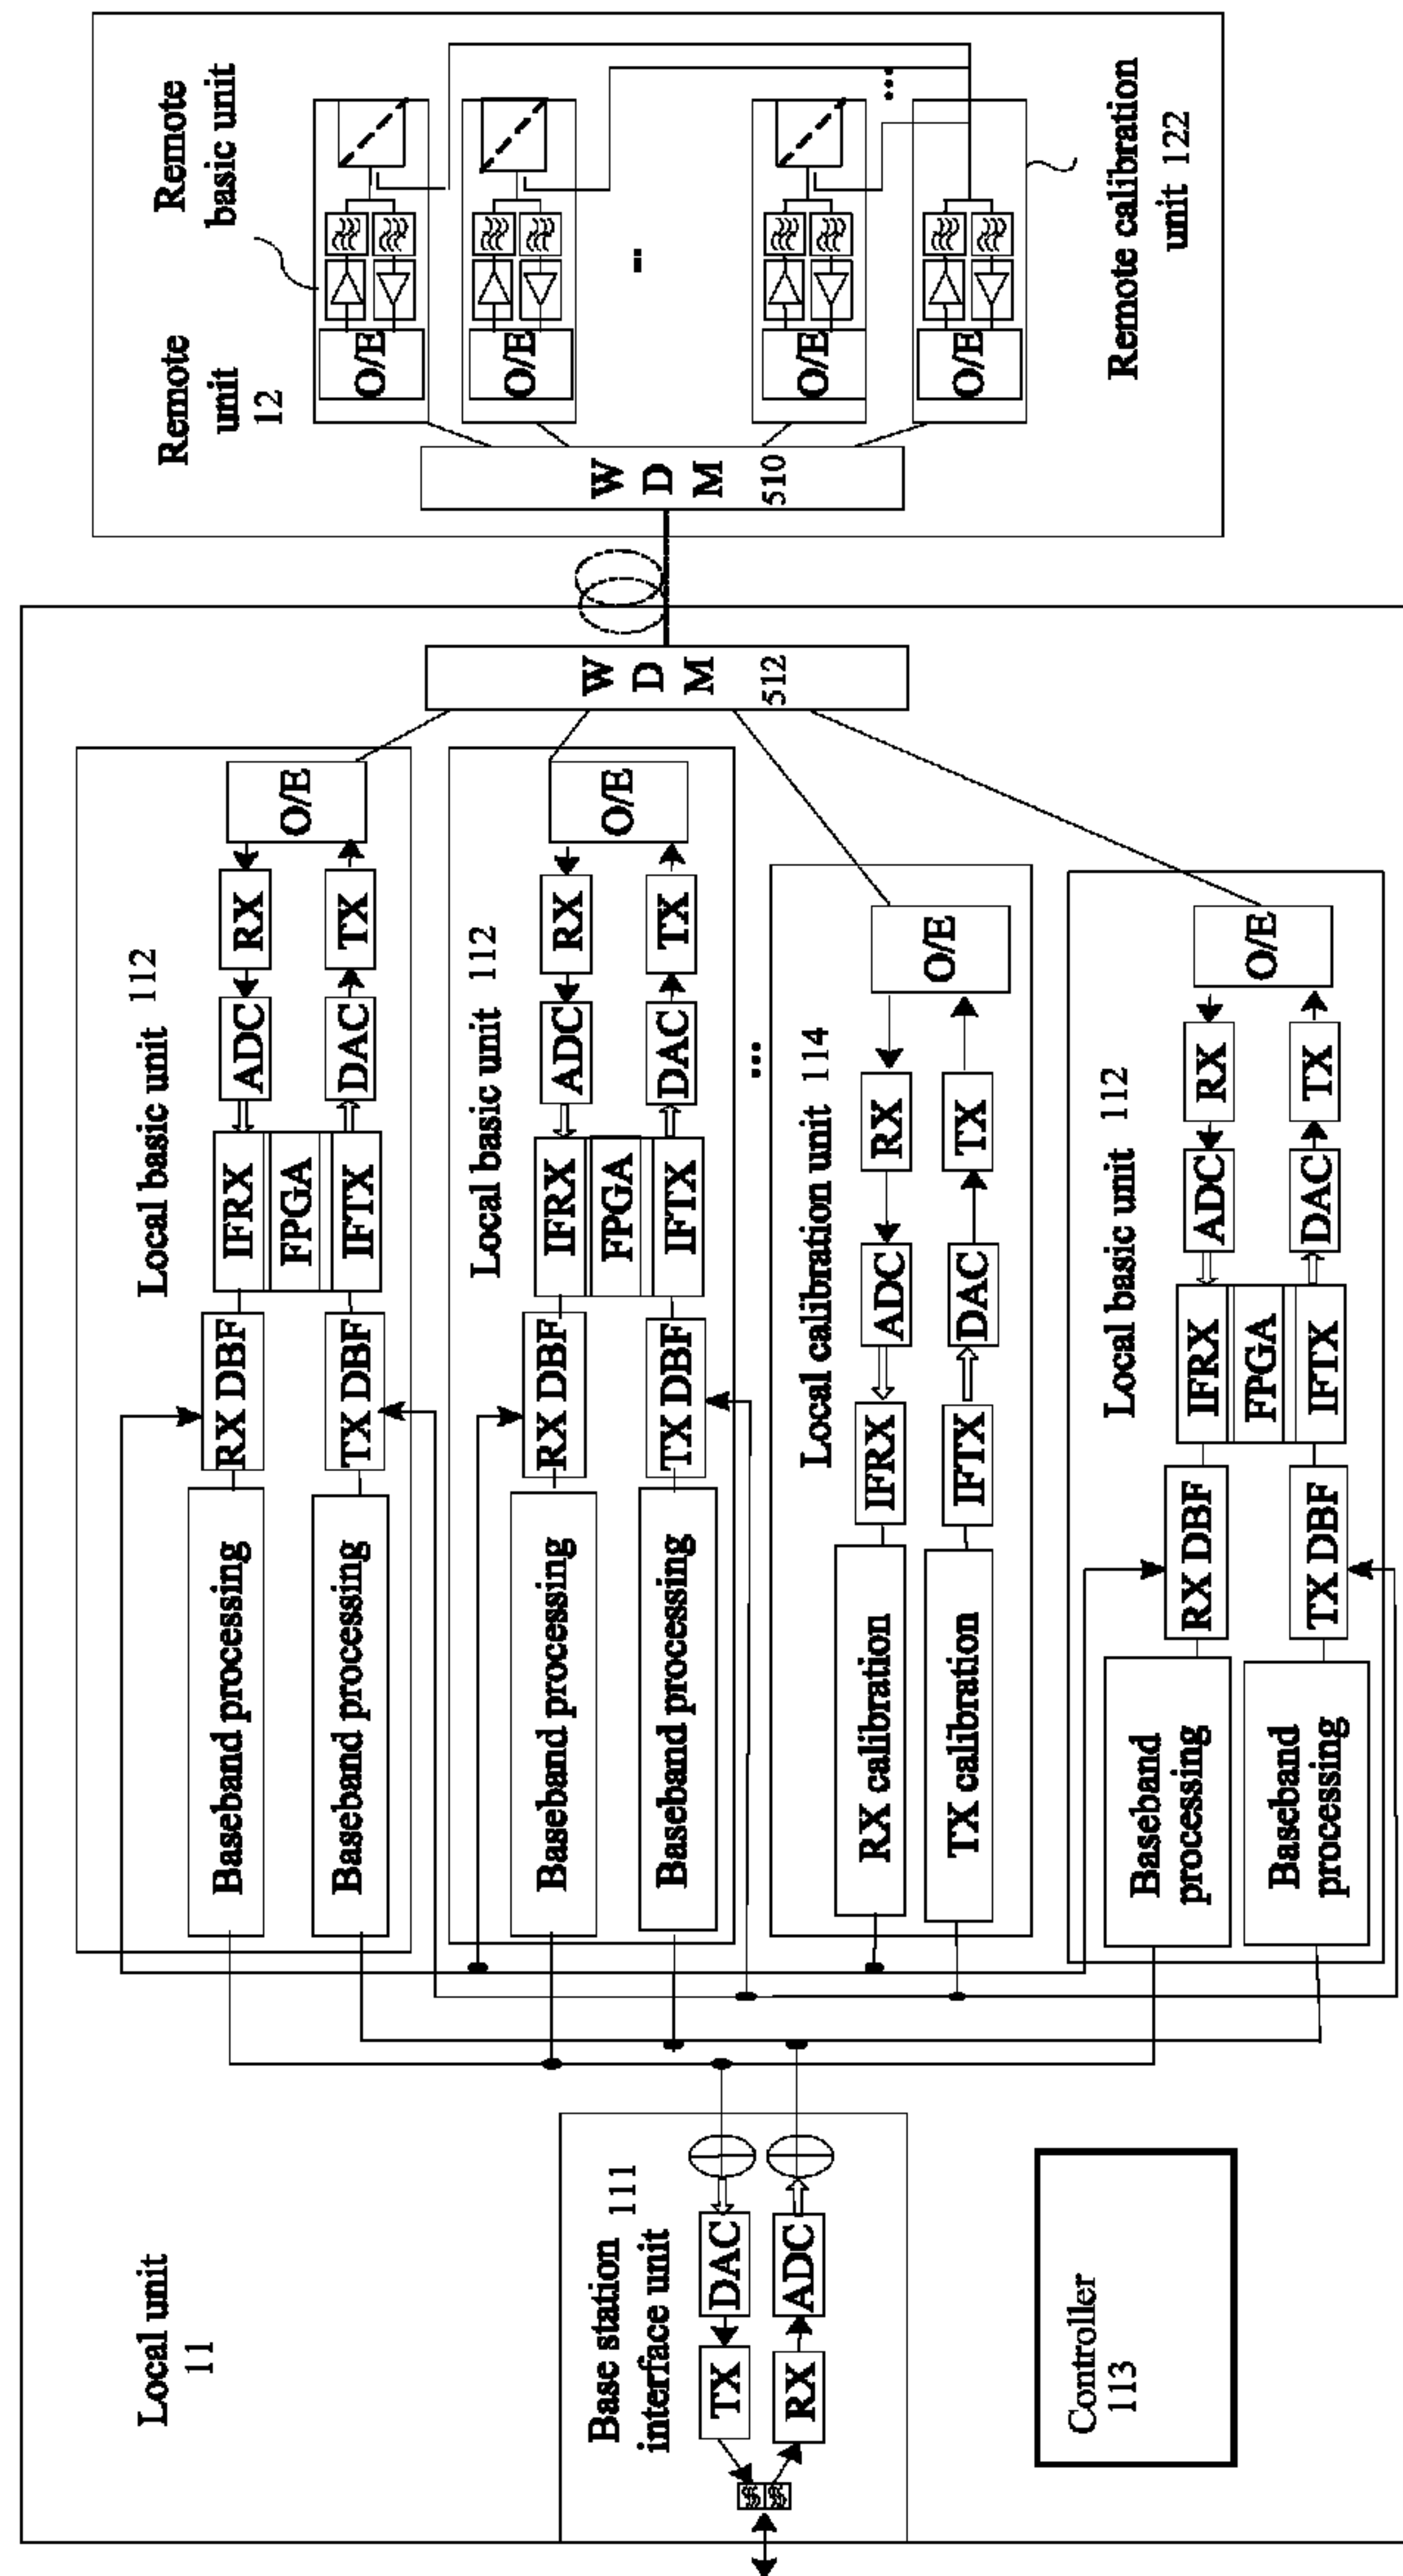 Local unit
11
Base station
interface unit
111
TX
DAC
RX
ADC
Controller
113
Local basic unit 112
Baseband processing
RX DBF
IFRX
ADC
RX
FPGA
Baseband processing
TX DBF
IFTX
DAC
TX
O/E
Local basic unit 112
Baseband processing
RX DBF
IFRX
ADC
RX
FPGA
Baseband processing
TX DBF
IFTX
DAC
TX
O/E
...
Local calibration unit 114
RX calibration
IFRX
ADC
RX
TX calibration
IFTX
DAC
TX
O/E
Local basic unit 112
Baseband
processing
RX DBF
IFRX
ADC
RX
FPGA
Baseband
processing
TX DBF
IFTX
DAC
TX
O/E
W
D
M
512
W
D
M
510
Remote
unit
12
Remote
basic unit
O/E
O/E
...
O/E
...
O/E
Remote calibration
unit 122